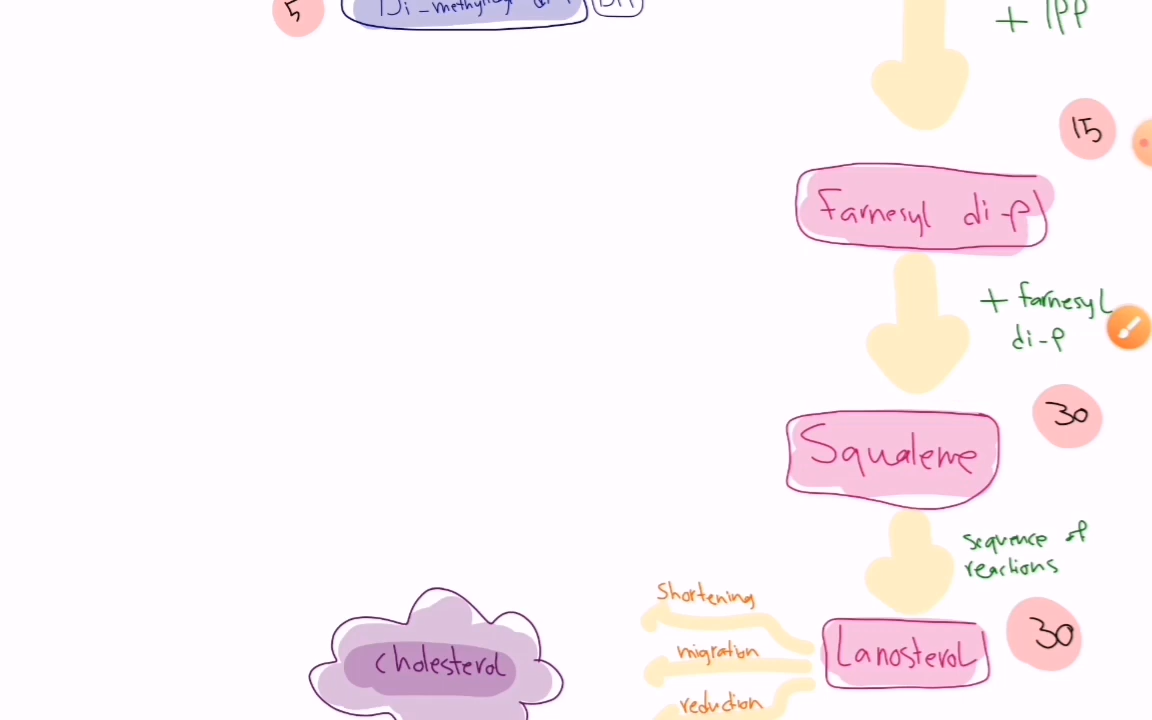 5
+ IPP
15
Farnesyl di-P
+ farnesyl
di-P
30
Squalene
sequence of
reactions
shortening
30
Lanosterol
migration
cholesterol
reduction